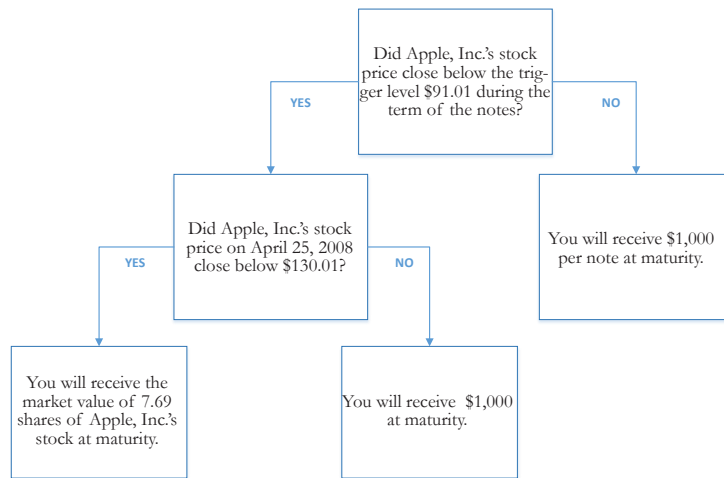 Did Apple, Inc.'s stock
price close below the trig-
ger level $91.01 during the
term of the notes?
YES
NO
Did Apple, Inc.'s stock
price on April 25, 2008
close below $130.01?
You will receive $1,000
per note at maturity.
YES
NO
You will receive the
market value of 7.69
shares of Apple, Inc.'s
stock at maturity.
You will receive $1,000
at maturity.